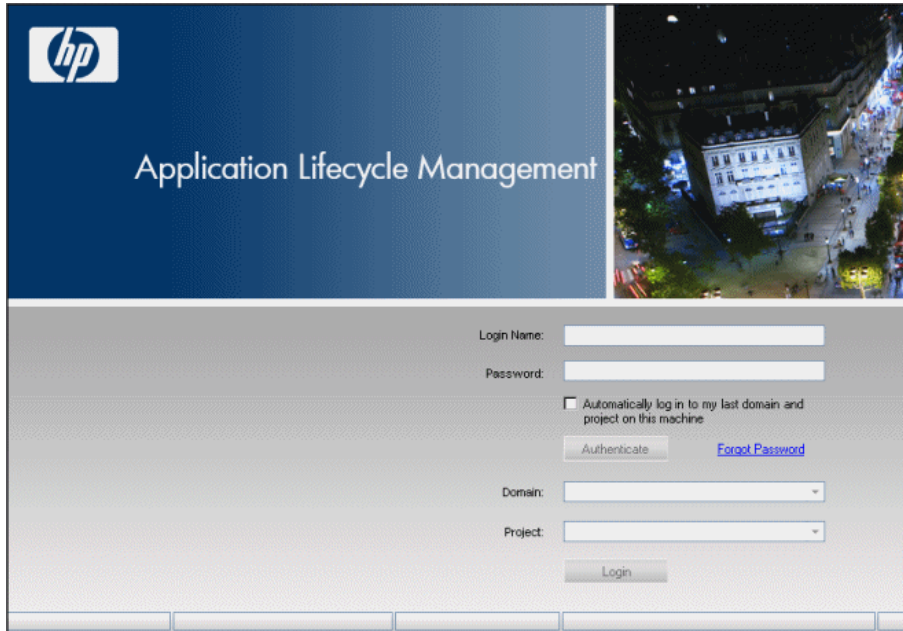 hp
Application Lifecycle Management
Login Name:
Password:
Automatically log in to my last domain and
project on this machine
Authenticate
Forgot Password
Domain:
Project:
Login